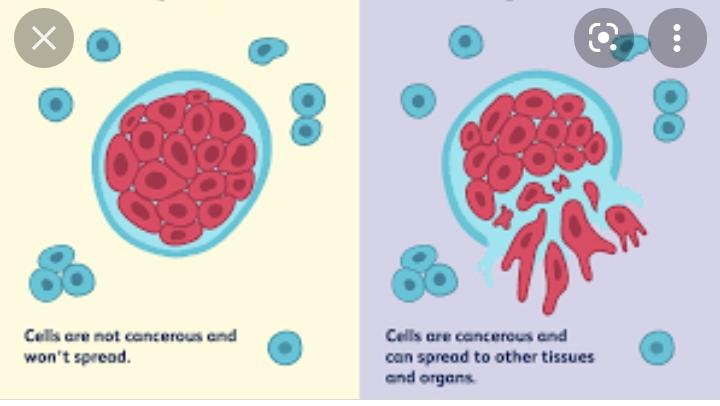 Cells are not cancerous and
won't spread.
Cells are cancerous and
can spread to other tissues
and organs.